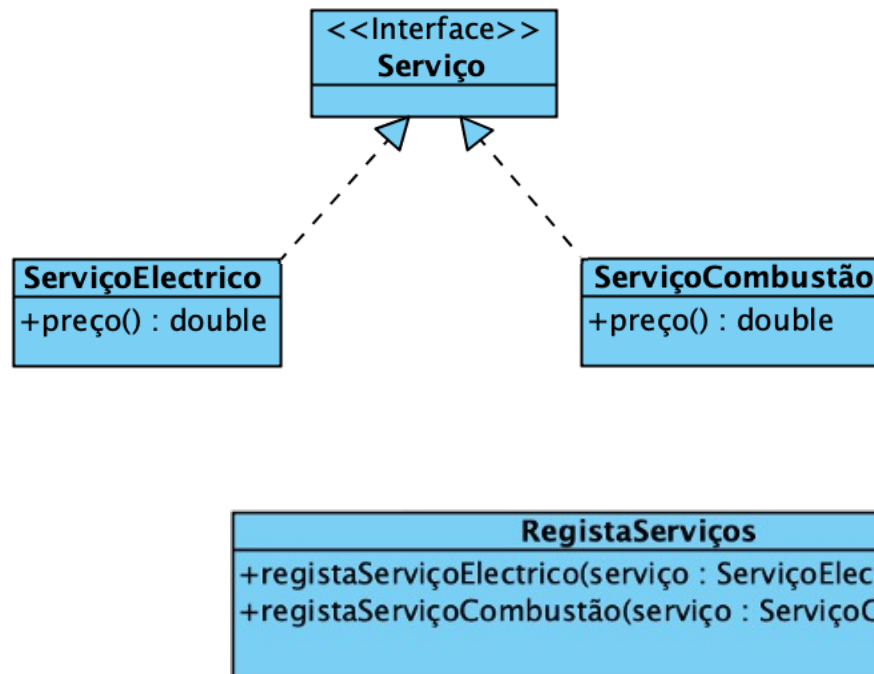 <<Interface>>
Serviço
ServiçoElectrico
+preço() : double
ServiçoCombustão
+preço() : double
RegistaServiços
+registaServiçoElectrico(serviço : ServiçoElec
+registaServiçoCombustão(serviço : ServiçoC